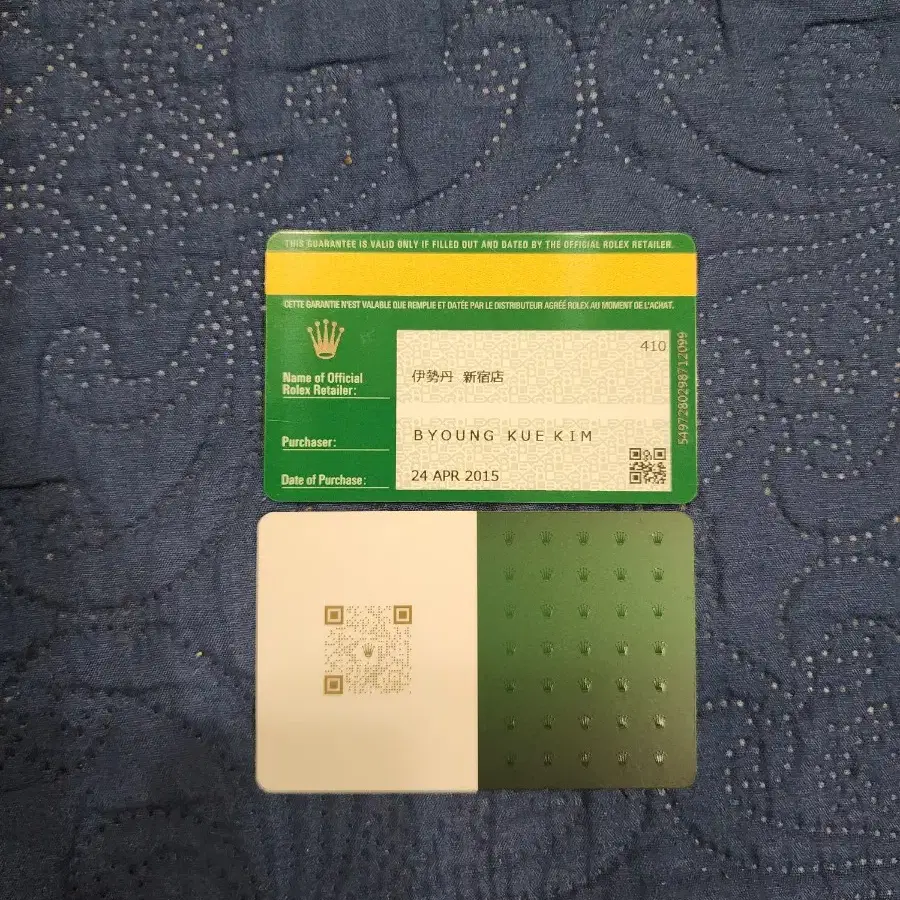 THIS GUARANTEE IS VALID ONLY IF FILLED OUT AND DATED BY THE OFFICIAL ROLEX RETAILER.
CETTE GARANTIE N'EST VALABLE QUE REMPLIE ET DATÉE PAR LE DISTRIBUTEUR AGRÉÉ ROLEX AU MOMENT DE L'ACHAT.
410
Name of Official
Rolex Retailer:
伊勢丹 新宿店
Purchaser:
BYOUNG KUE KIM
Date of Purchase:
24 APR 2015
5497280298712099